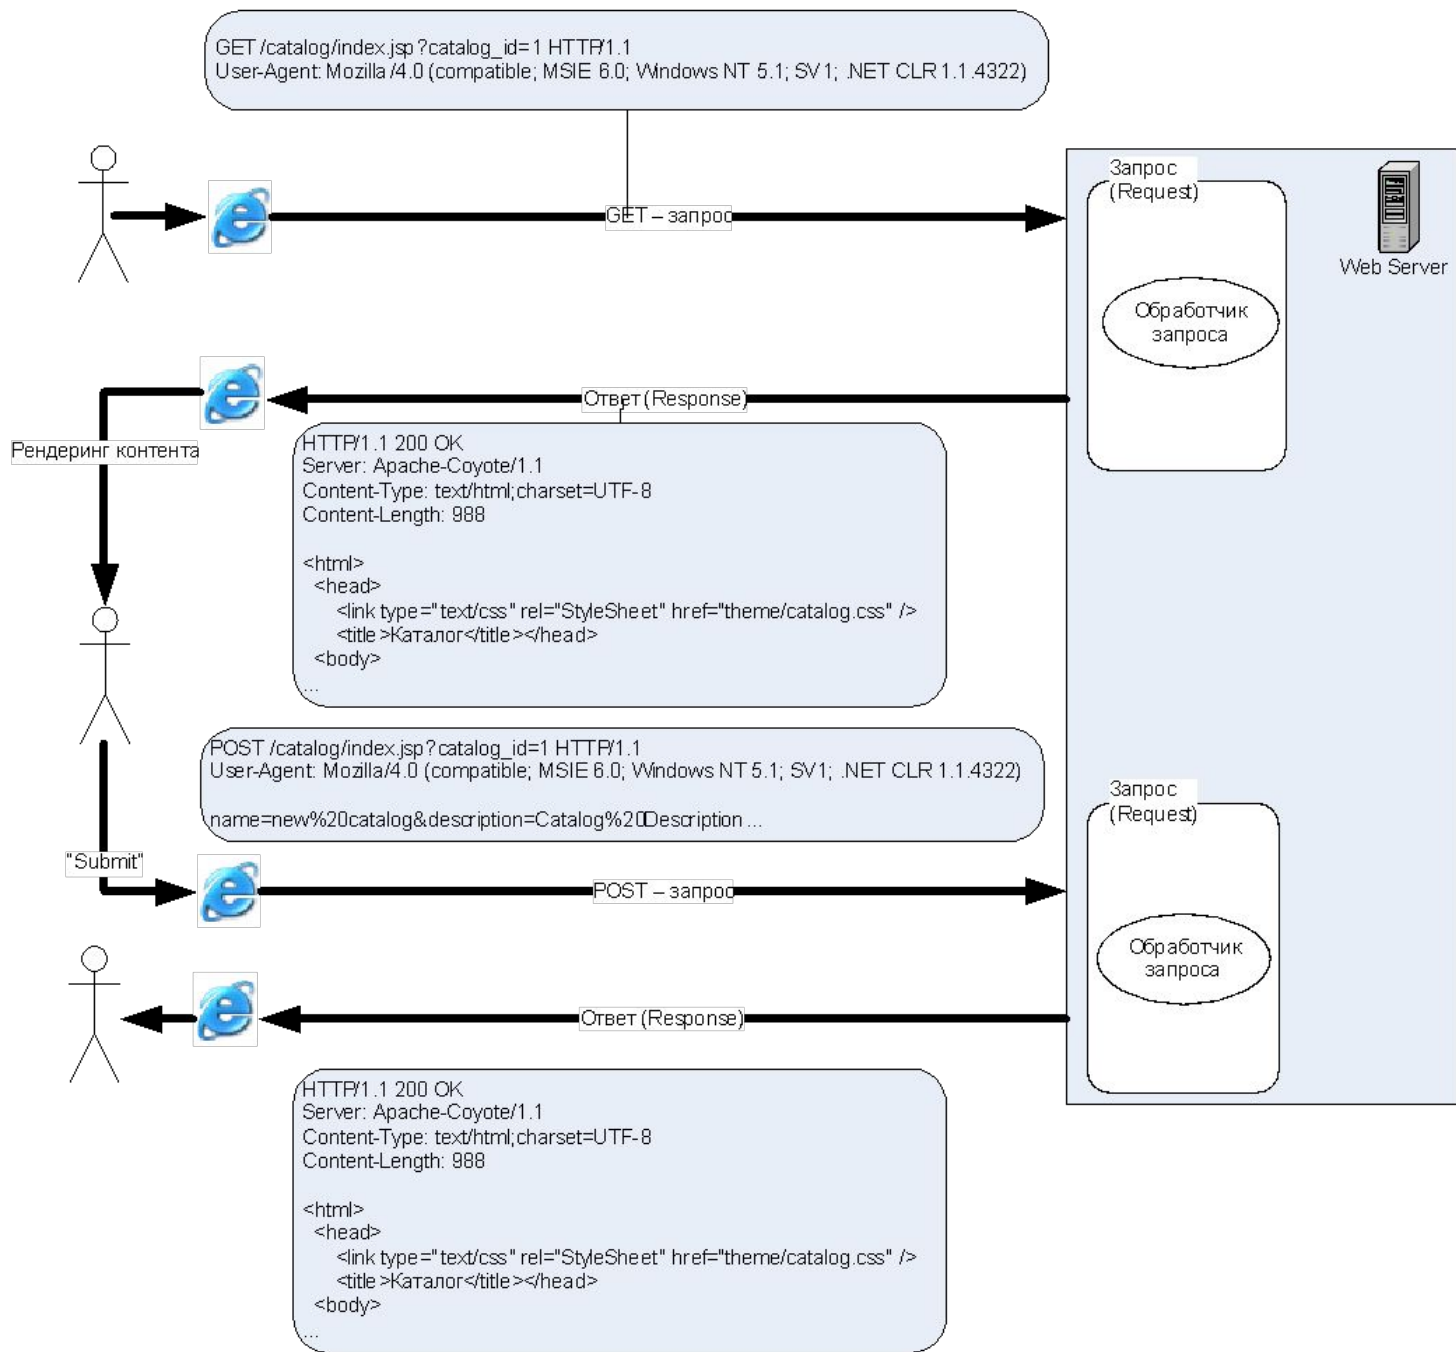 GET /catalog/index.jsp?catalog_id=1 HTTP/1.1
User-Agent: Mozilla/4.0 (compatible; MSIE 6.0; Windows NT 5.1; SV1; .NET CLR 1.1.4322)
Запрос
(Request)
GET – запрос
Web Server
Обработчик
запроса
Ответ (Response)
Рендеринг контента
HTTP/1.1 200 OK
Server: Apache-Coyote/1.1
Content-Type: text/html;charset=UTF-8
Content-Length: 988
<html>
<head>
<link type="text/css" rel="StyleSheet" href="theme/catalog.css" />
<title>Каталог</title></head>
<body>
...
POST /catalog/index.jsp?catalog_id=1 HTTP/1.1
User-Agent: Mozilla/4.0 (compatible; MSIE 6.0; Windows NT 5.1; SV1; .NET CLR 1.1.4322)
name=new%20catalog&description=Catalog%20Description ...
Запрос
(Request)
"Submit"
POST – запрос
Обработчик
запроса
Ответ (Response)
HTTP/1.1 200 OK
Server: Apache-Coyote/1.1
Content-Type: text/html;charset=UTF-8
Content-Length: 988
<html>
<head>
<link type="text/css" rel="StyleSheet" href="theme/catalog.css" />
<title>Каталог</title></head>
<body>
...